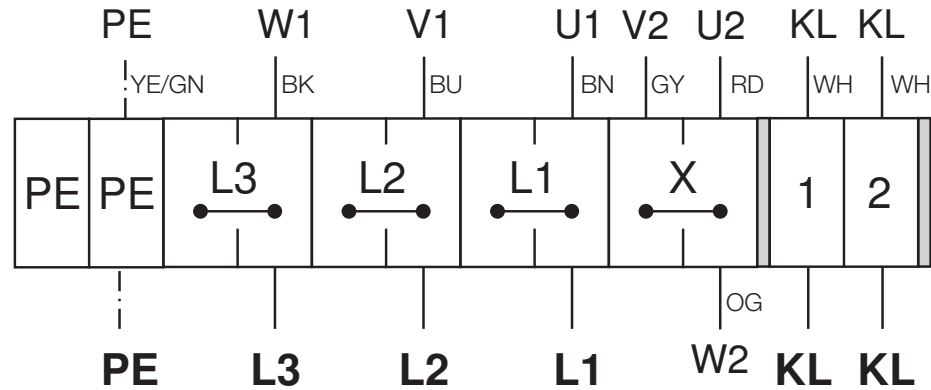 PE W1 V1 U1 V2 U2 KL KL
YE/GN BK BU BN GY RD WH WH
PE PE L3 L2 L1 X 1 2
OG
PE L3 L2 L1 W2 KL KL